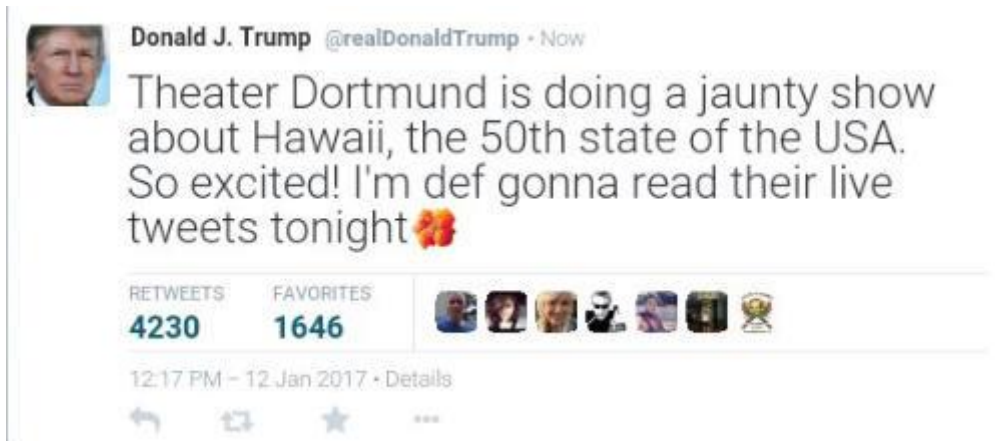 Donald J. Trump @realDonaldTrump • Now
Theater Dortmund is doing a jaunty show
about Hawaii, the 50th state of the USA.
So excited! I'm def gonna read their live
tweets tonight
RETWEETS FAVORITES
4230 1646
12:17 PM – 12 Jan 2017 • Details